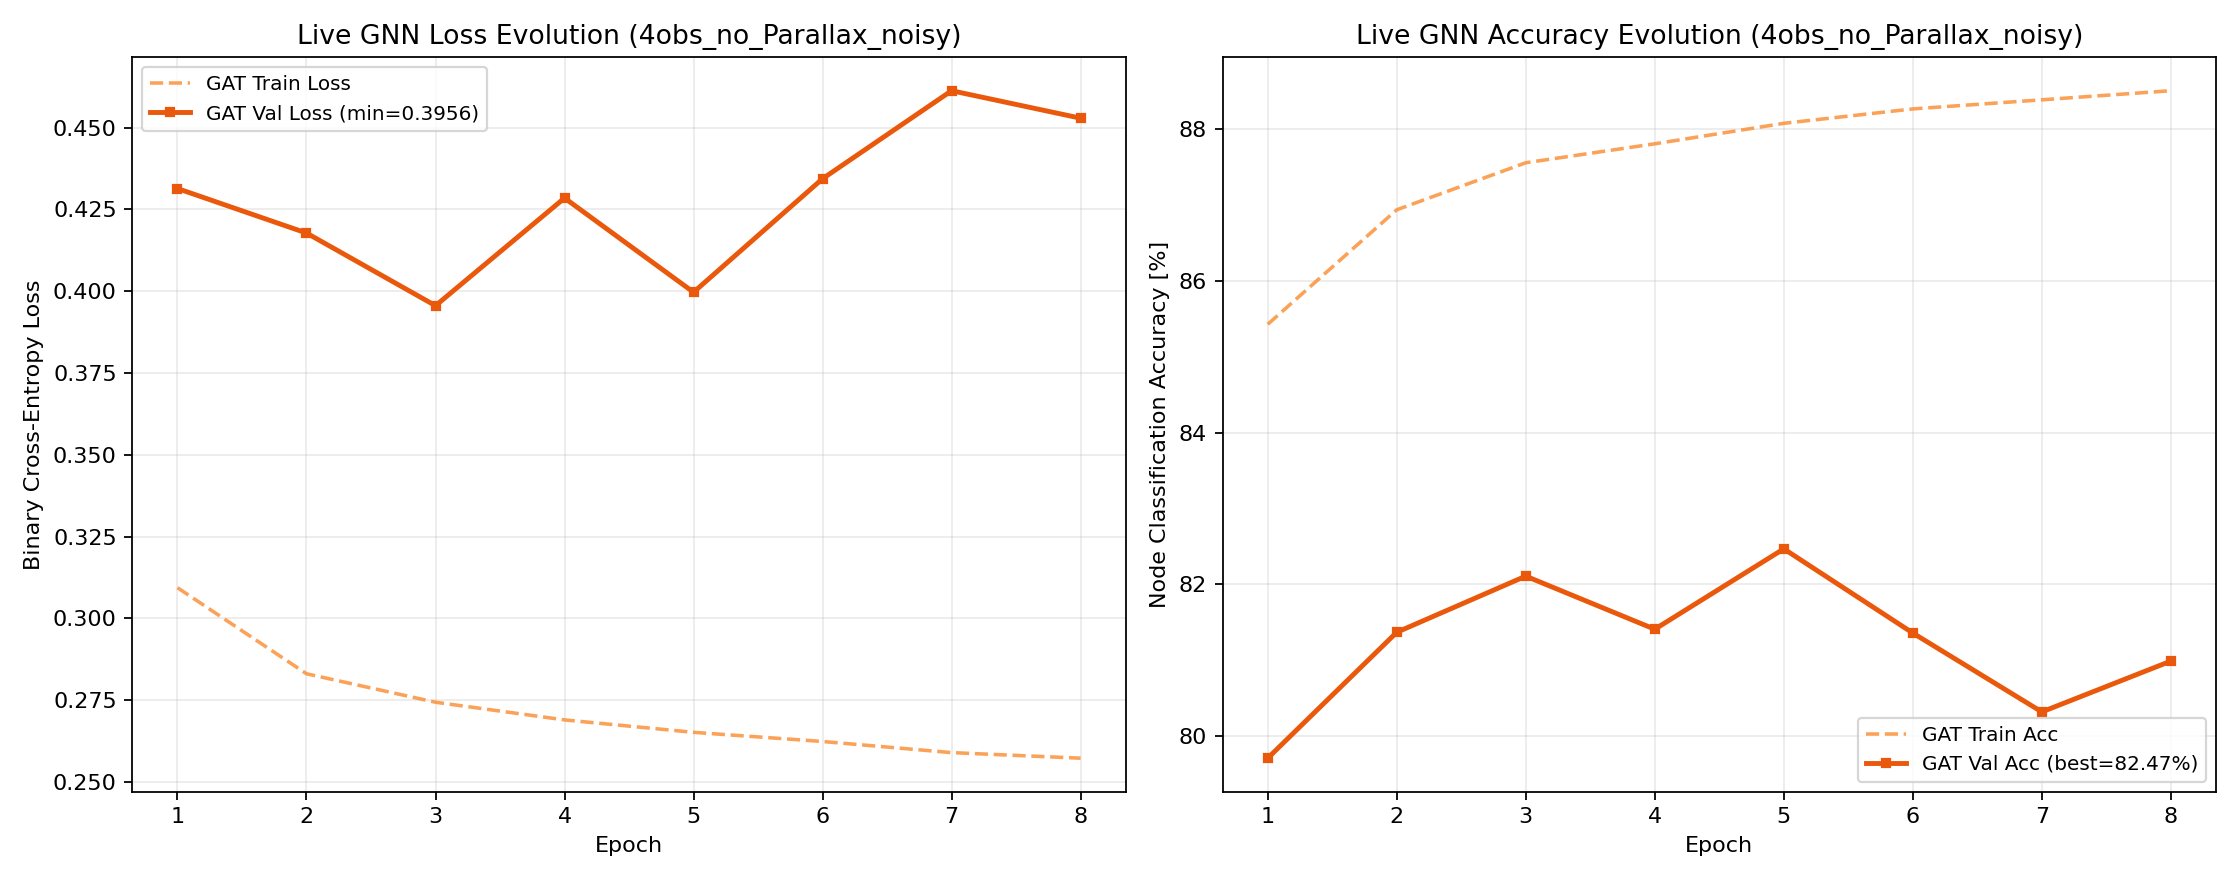 Live GNN Loss Evolution (4obs_no_Parallax_noisy)
GAT Train Loss
GAT Val Loss (min=0.3956)
Binary Cross-Entropy Loss
0.450
0.425
0.400
0.375
0.350
0.325
0.300
0.275
0.250
1 2 3 4 5 6 7 8
Epoch
Live GNN Accuracy Evolution (4obs_no_Parallax_noisy)
Node Classification Accuracy [%]
88
86
84
82
80
GAT Train Acc
GAT Val Acc (best=82.47%)
1 2 3 4 5 6 7 8
Epoch